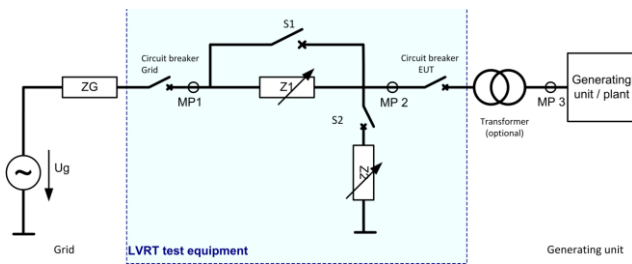 S1
Circuit breaker
Grid
Circuit breaker
EUT
ZG
MP1
Z1
MP 2
MP 3
Generating
unit / plant
Transformer
(optional)
S2
Z2
Ug
~
Grid
LVRT test equipment
Generating unit